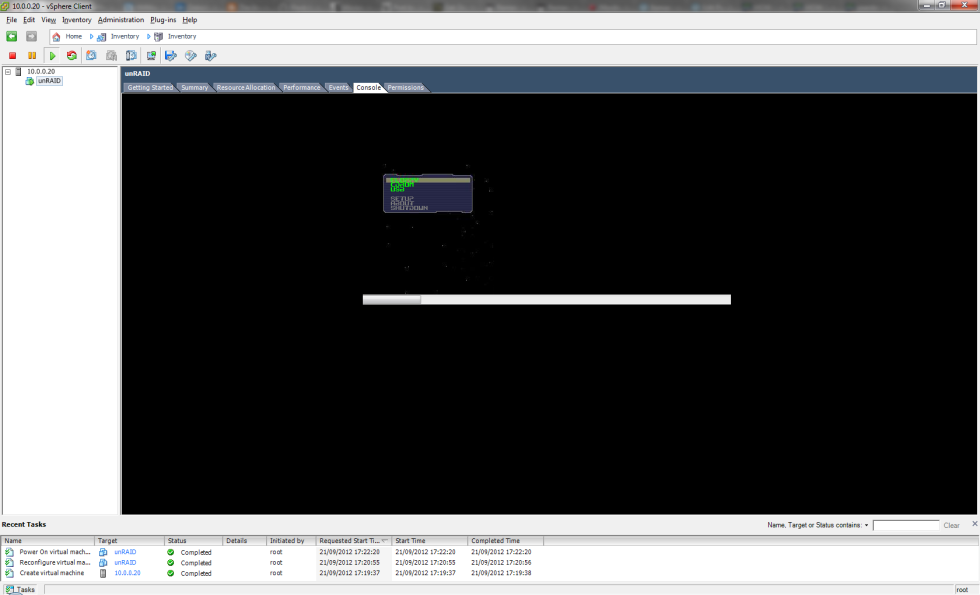 10.0.0.20 - vSphere Client
File Edit View Inventory Administration Plug-ins Help
Home Inventory Inventory
10.0.0.20
unRAID
unRAID
Getting Started Summary Resource Allocation Performance Events Console Permissions
USB
SETUP
ABOUT
SHUTDOWN
Recent Tasks
Name, Target or Status contains: Clear
Name Target Status Details Initiated by Requested Start Ti... Start Time Completed Time
Power On virtual mach... unRAID Completed root 21/09/2012 17:22:20 21/09/2012 17:22:20 21/09/2012 17:22:20
Reconfigure virtual ma... unRAID Completed root 21/09/2012 17:20:55 21/09/2012 17:20:55 21/09/2012 17:20:56
Create virtual machine 10.0.0.20 Completed root 21/09/2012 17:19:37 21/09/2012 17:19:37 21/09/2012 17:19:38
Tasks root